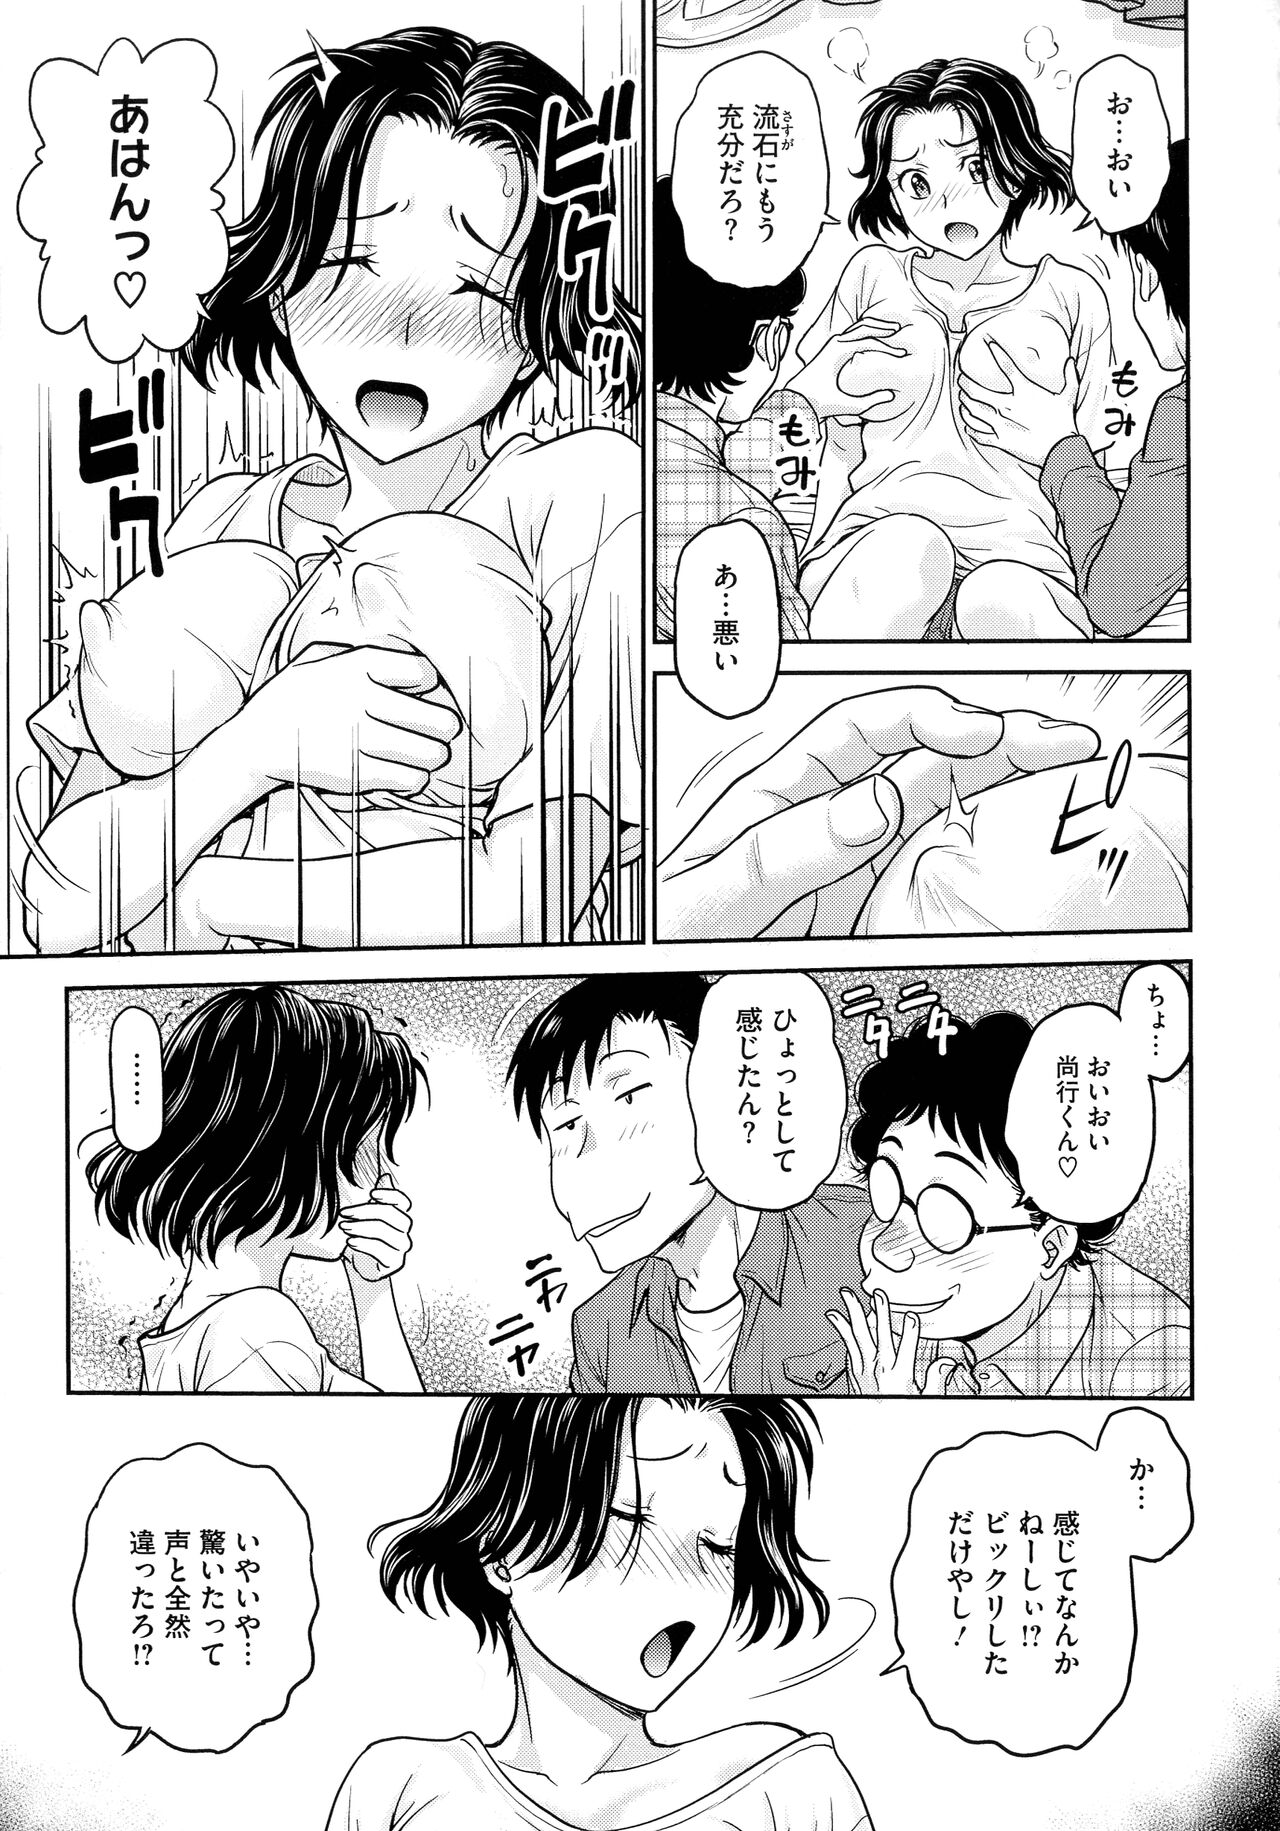 お…おい
流石にもう
さすが
充分だろ?
もみ
もみ
あ…悪い
ピッ
ビクッ
ビク
あはんっ♡
ちょ…
おいおい
尚行くん♡
ニタ
ニタ
ひょっとして
感じたん?
ニヤ
ニヤ
……
か…
感じてなんか
ねーしぃ!?
ビックリした
だけやし!
いやいや…
驚いたって
声と全然
違ったろ!?